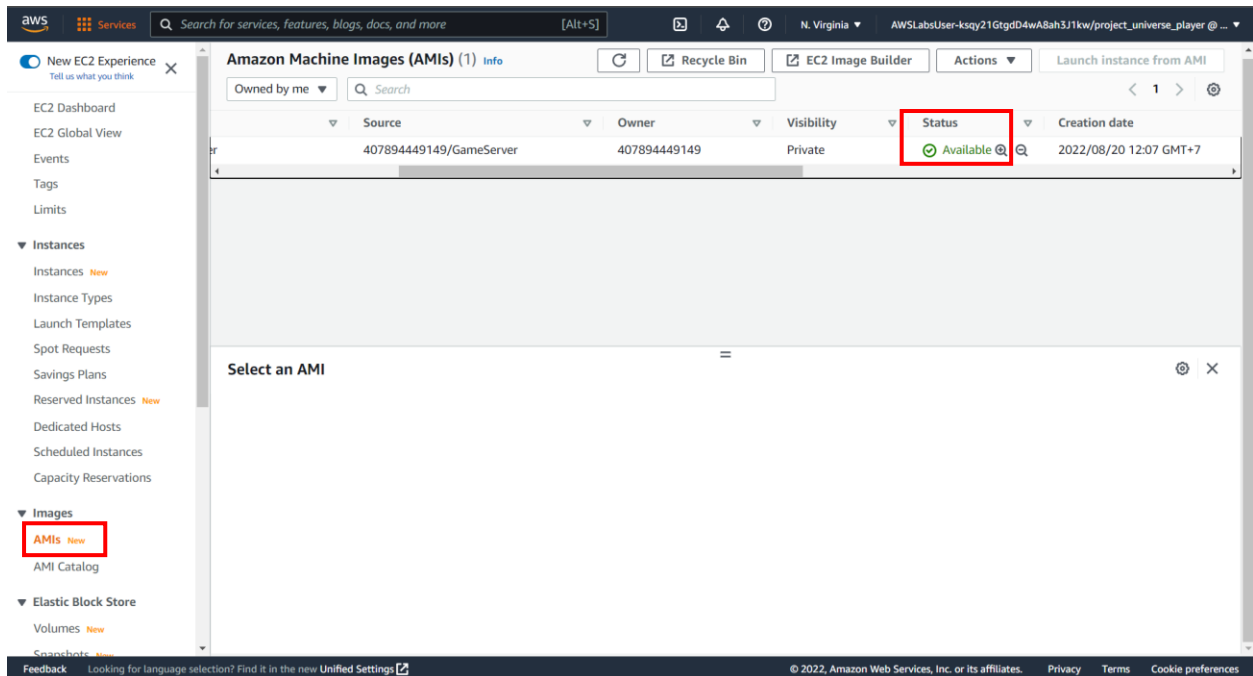 aws Services Search for services, features, blogs, docs, and more [Alt+S] N. Virginia AWSLabsUser-ksqy21GtgdD4wA8ah3J1kw/project_universe_player @ ...
New EC2 Experience
Tell us what you think
EC2 Dashboard
EC2 Global View
Events
Tags
Limits
Instances
Instances New
Instance Types
Launch Templates
Spot Requests
Savings Plans
Reserved Instances New
Dedicated Hosts
Scheduled Instances
Capacity Reservations
Images
AMIs New
AMI Catalog
Elastic Block Store
Volumes New
Snapshots New
Amazon Machine Images (AMIs) (1) Info Recycle Bin EC2 Image Builder Actions Launch instance from AMI
Owned by me Search 1
Source Owner Visibility Status Creation date
er 407894449149/GameServer 407894449149 Private Available 2022/08/20 12:07 GMT+7
Select an AMI
Feedback Looking for language selection? Find it in the new Unified Settings © 2022, Amazon Web Services, Inc. or its affiliates. Privacy Terms Cookie preferences